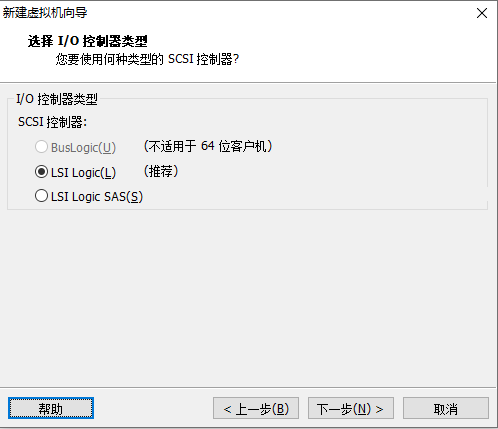 新建虚拟机向导
选择 I/O 控制器类型
您要使用何种类型的 SCSI 控制器?
I/O 控制器类型
SCSI 控制器:
BusLogic(U) (不适用于 64 位客户机)
LSI Logic(L) (推荐)
LSI Logic SAS(S)
帮助 < 上一步(B) 下一步(N) > 取消